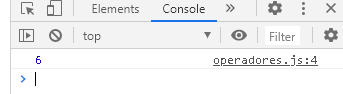 Elements Console »
top Filter
6 operadores.js:4